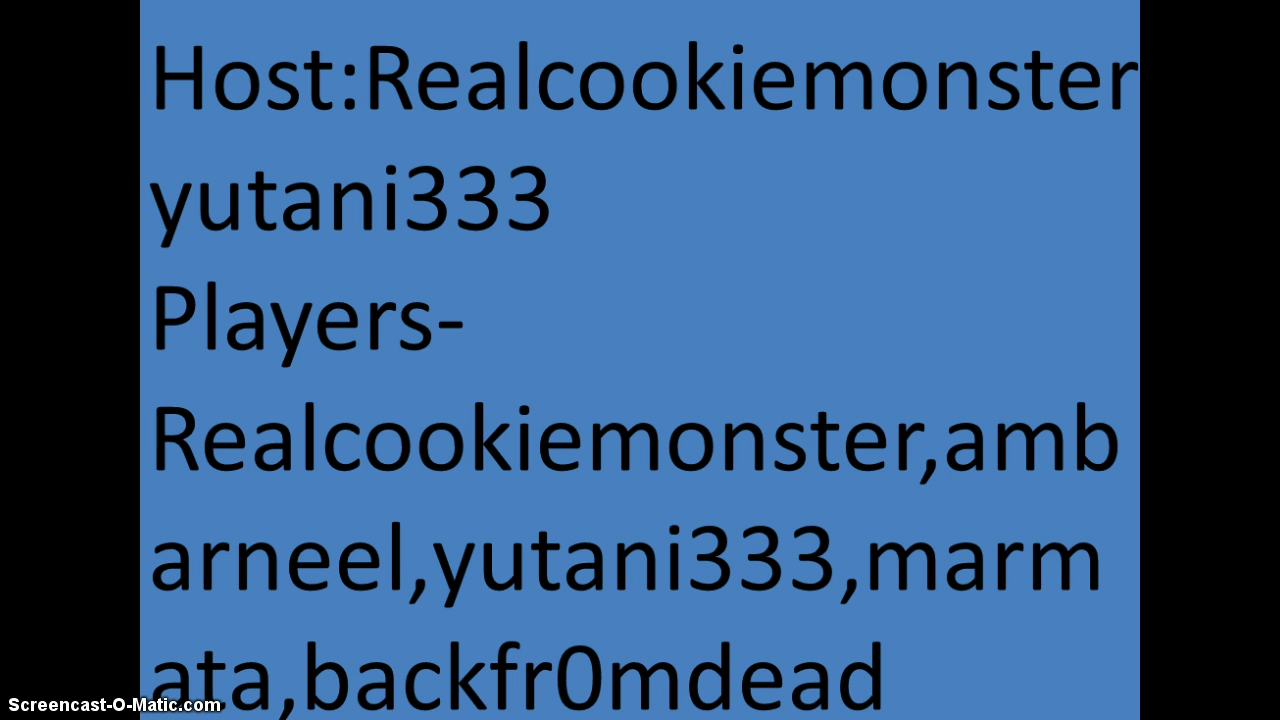 Host:Realcookiemonster
yutani333
Players-
Realcookiemonster,amb
arneel,yutani333,marm
ata,backfr0mdead
Screencast-O-Matic.com